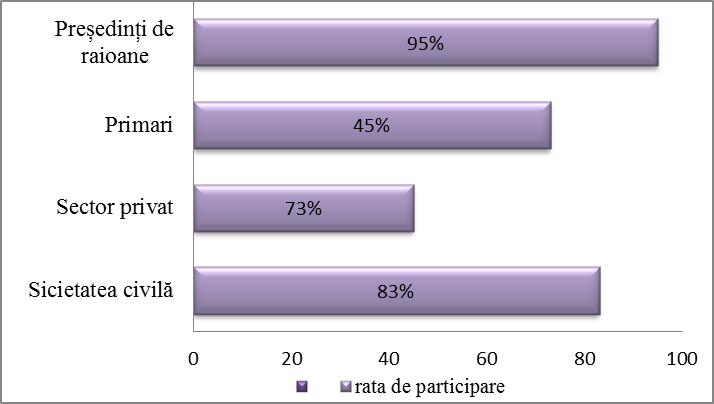 Președinți de
raioane
95%
Primari
45%
Sector privat
73%
Sicietatea civilă
83%
0 20 40 60 80 100
rata de participare